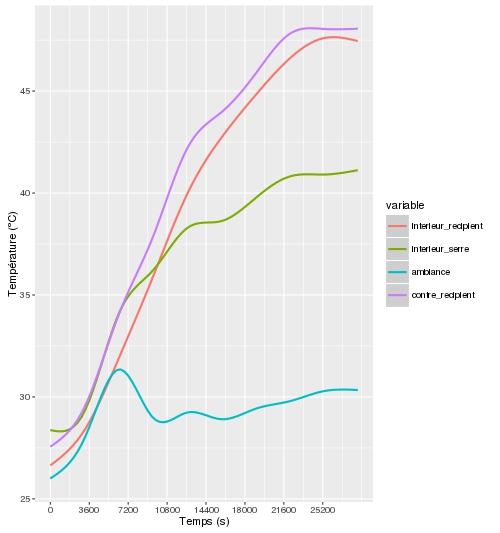 45
40
35
30
25
Température (°C)
0 3600 7200 10800 14400 18000 21600 25200
Temps (s)
variable
Interieur_recipient
Interieur_serre
ambiance
contre_recipient